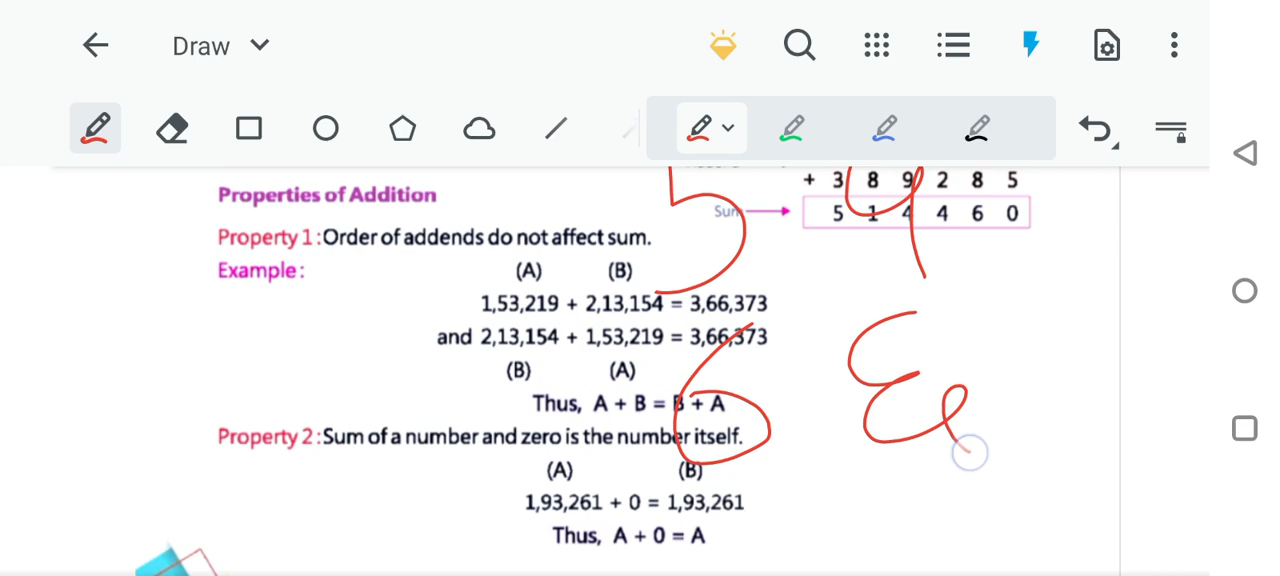 Draw
+ 3 8 9 2 8 5
Sum 5 1 4 4 6 0
Properties of Addition
Property 1 : Order of addends do not affect sum.
Example :
(A) (B)
1,53,219 + 2,13,154 = 3,66,373
and 2,13,154 + 1,53,219 = 3,66,373
(B) (A)
Thus, A + B = B + A
Property 2 : Sum of a number and zero is the number itself.
(A) (B)
1,93,261 + 0 = 1,93,261
Thus, A + 0 = A
5 ५
6 ६